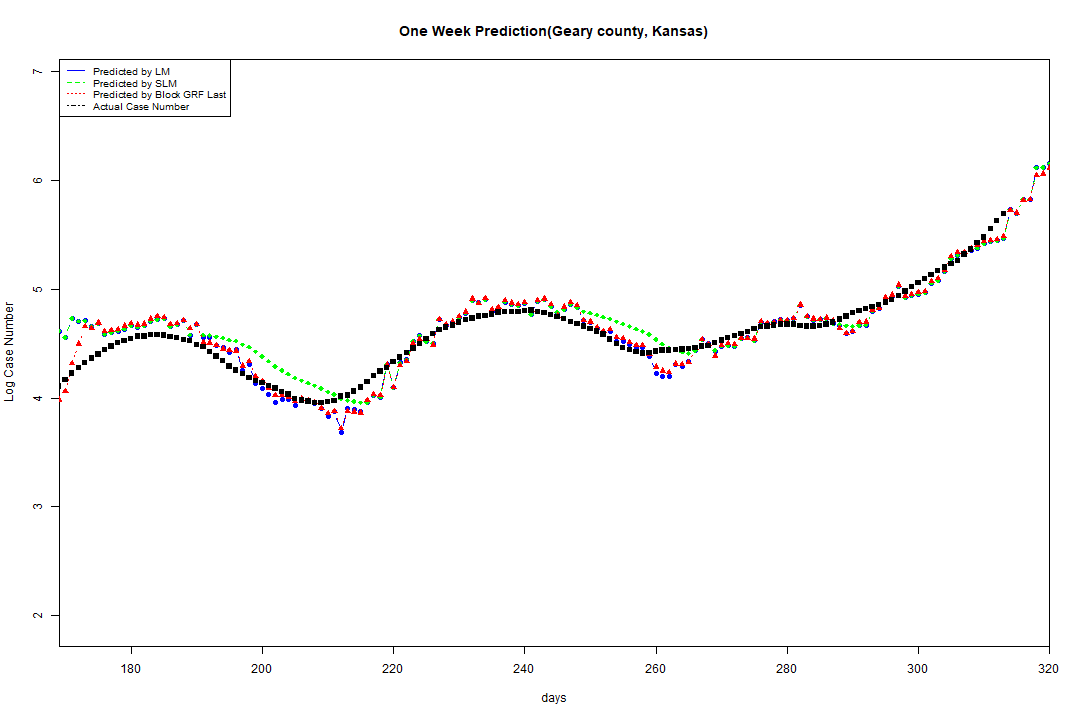 One Week Prediction(Geary county, Kansas)
Predicted by LM
Predicted by SLM
Predicted by Block GRF Last
Actual Case Number
7
6
5
4
3
2
Log Case Number
180 200 220 240 260 280 300 320
days